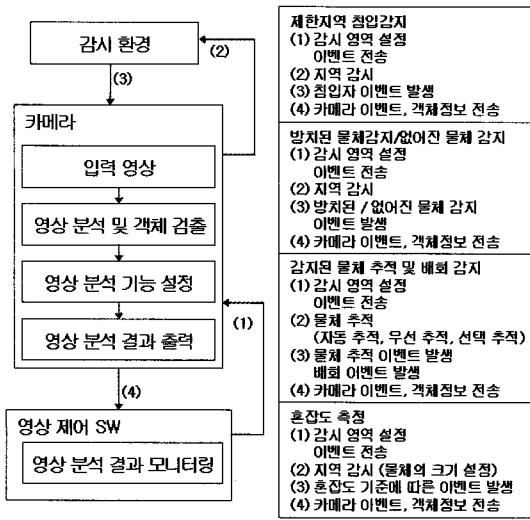 감시 환경
(2)
(3)
카메라
입력 영상
영상 분석 및 객체 검출
영상 분석 기능 설정
영상 분석 결과 출력
(1)
(4)
영상 제어 SW
영상 분석 결과 모니터링
제한지역 침입감지
(1) 감시 영역 설정
이벤트 전송
(2) 지역 감시
(3) 침입자 이벤트 발생
(4) 카메라 이벤트, 객체정보 전송
방치된 물체감지/없어진 물체 감지
(1) 감시 영역 설정
이벤트 전송
(2) 지역 감시
(3) 방치된 / 없어진 물체 감지
이벤트 발생
(4) 카메라 이벤트, 객체정보 전송
감지된 물체 추적 및 배회 감지
(1) 감시 영역 설정
이벤트 전송
(2) 물체 추적
(자동 추적, 우선 추적, 선택 추적)
(3) 물체 추적 이벤트 발생
배회 이벤트 발생
(4) 카메라 이벤트, 객체정보 전송
혼잡도 측정
(1) 감시 영역 설정
이벤트 전송
(2) 지역 감시 (물체의 크기 설정)
(3) 혼잡도 기준에 따른 이벤트 발생
(4) 카메라 이벤트, 객체정보 전송